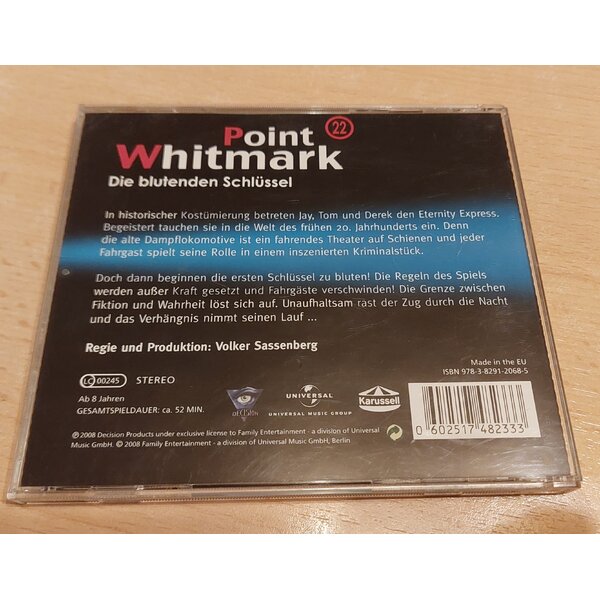 Point 22
Whitmark
Die blutenden Schlüssel
In historischer Kostümierung betreten Jay, Tom und Derek den Eternity Express.
Begeistert tauchen sie in die Welt des frühen 20. Jahrhunderts ein. Denn
die alte Dampflokomotive ist ein fahrendes Theater auf Schienen und jeder
Fahrgast spielt seine Rolle in einem inszenierten Kriminalstück.
Doch dann beginnen die ersten Schlüssel zu bluten! Die Regeln des Spiels
werden außer Kraft gesetzt und Fahrgäste verschwinden! Die Grenze zwischen
Fiktion und Wahrheit löst sich auf. Unaufhaltsam rast der Zug durch die Nacht
und das Verhängnis nimmt seinen Lauf ...
Regie und Produktion: Volker Sassenberg
Made in the EU
ISBN 978-3-8291-2068-5
LC 00245 STEREO
Ab 8 Jahren
GESAMTSPIELDAUER: ca. 52 MIN.
DECISION
UNIVERSAL
UNIVERSAL MUSIC GROUP
Karussell
0 602517 482333
℗ 2008 Decision Products under exclusive license to Family Entertainment - a division of Universal
Music GmbH. © 2008 Family Entertainment - a division of Universal Music GmbH, Berlin